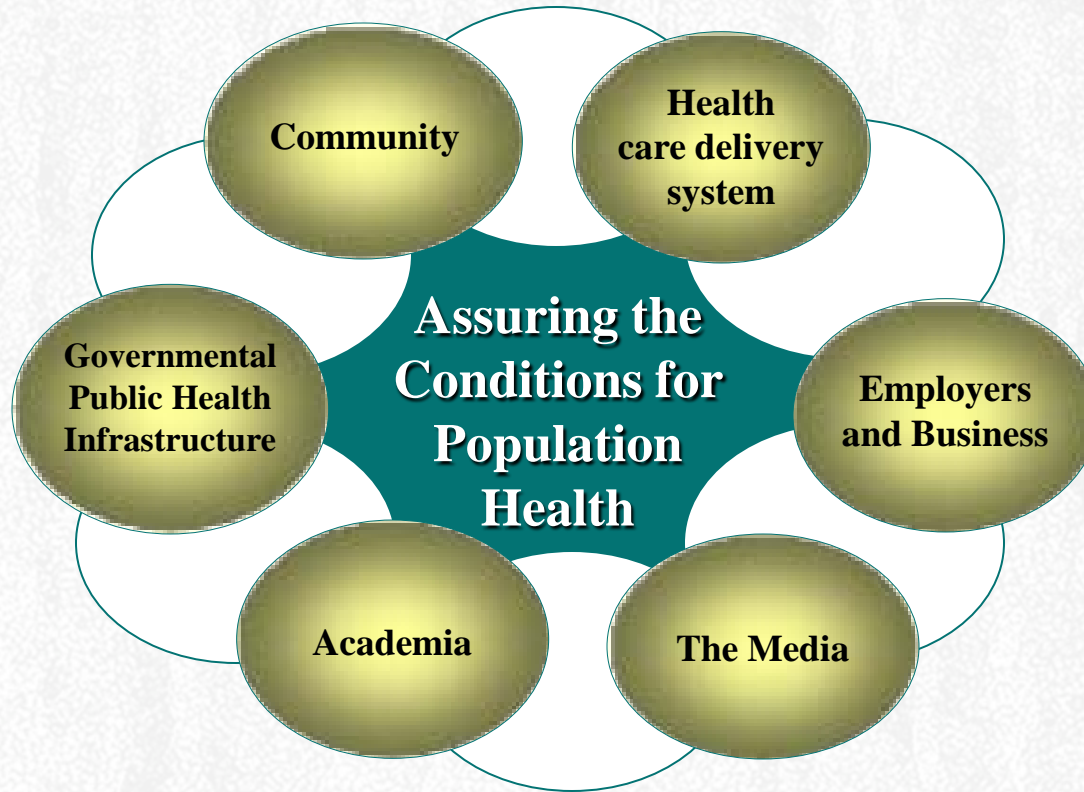 Community
Health
care delivery
system
Governmental
Public Health
Infrastructure
Assuring the
Conditions for
Population
Health
Employers
and Business
Academia
The Media